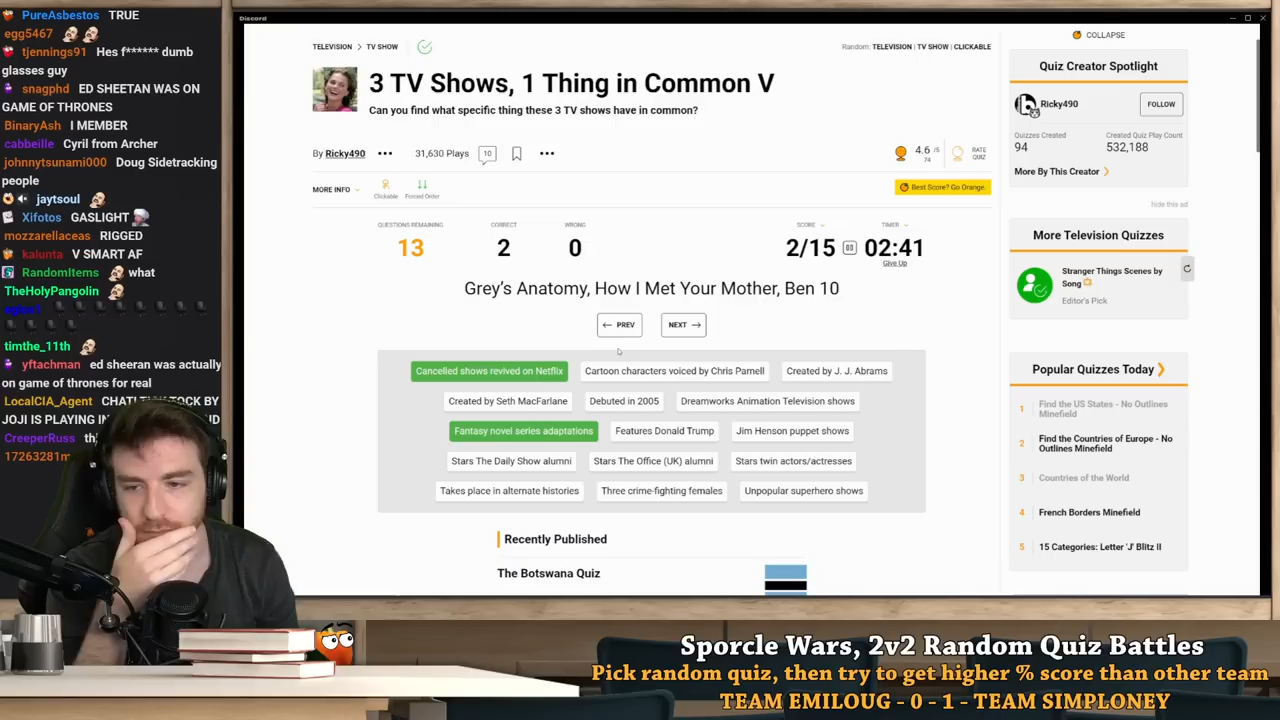 Discord
PureAsbestos TRUE
egg5467
tjennings91 Hes f****** dumb
glasses guy
snagphd ED SHEETAN WAS ON
GAME OF THRONES
BinaryAsh I MEMBER
cabbeille Cyril from Archer
johnnytsunami000 Doug Sidetracking
people
jaytsoul
Xifotos GASLIGHT
mozzarellaceas RIGGED
kaiunta V SMART AF
RandomItems what
TheHolyPangolin
timthe_11th
yftachman ed sheeran was actually
on game of thrones for real
LocalCIA_Agent CHAT
BY
JOJI IS PLAYING IN
CreeperRuss
TELEVISION > TV SHOW
Random: TELEVISION | TV SHOW | CLICKABLE
3 TV Shows, 1 Thing in Common V
Can you find what specific thing these 3 TV shows have in common?
By Ricky490 ••• 31,630 Plays 10 •••
4.6 /5
74
RATE
QUIZ
MORE INFO
Clickable
Forced Order
Best Score? Go Orange.
QUESTIONS REMAINING CORRECT WRONG SCORE TIMER
13 2 0 2/15 02:41
Give Up
Grey's Anatomy, How I Met Your Mother, Ben 10
← PREV NEXT →
Cancelled shows revived on Netflix Cartoon characters voiced by Chris Parnell Created by J. J. Abrams
Created by Seth MacFarlane Debuted in 2005 Dreamworks Animation Television shows
Fantasy novel series adaptations Features Donald Trump Jim Henson puppet shows
Stars The Daily Show alumni Stars The Office (UK) alumni Stars twin actors/actresses
Takes place in alternate histories Three crime-fighting females Unpopular superhero shows
Recently Published
The Botswana Quiz
COLLAPSE
Quiz Creator Spotlight
Ricky490 FOLLOW
Quizzes Created Created Quiz Play Count
94 532,188
More By This Creator >
hide this ad
More Television Quizzes
Stranger Things Scenes by
Song
Editor's Pick
Popular Quizzes Today >
1 Find the US States - No Outlines
Minefield
2 Find the Countries of Europe - No
Outlines Minefield
3 Countries of the World
4 French Borders Minefield
5 15 Categories: Letter 'J' Blitz II
Sporcle Wars, 2v2 Random Quiz Battles
Pick random quiz, then try to get higher % score than other team
TEAM EMILOUG - 0 - 1 - TEAM SIMPLONEY